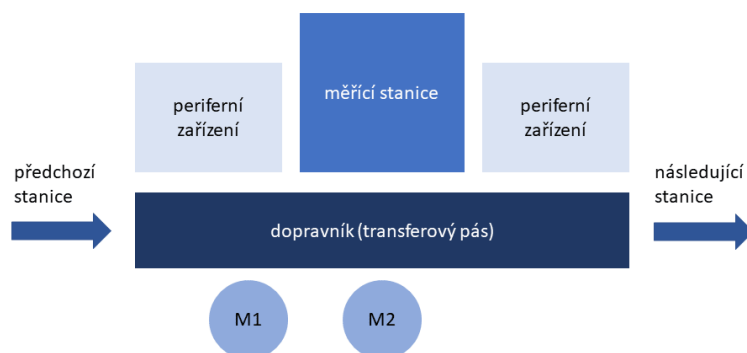 měřící stanice
periferní
zařízení
periferní
zařízení
předchozí
stanice
následující
stanice
dopravník (transferový pás)
M1
M2